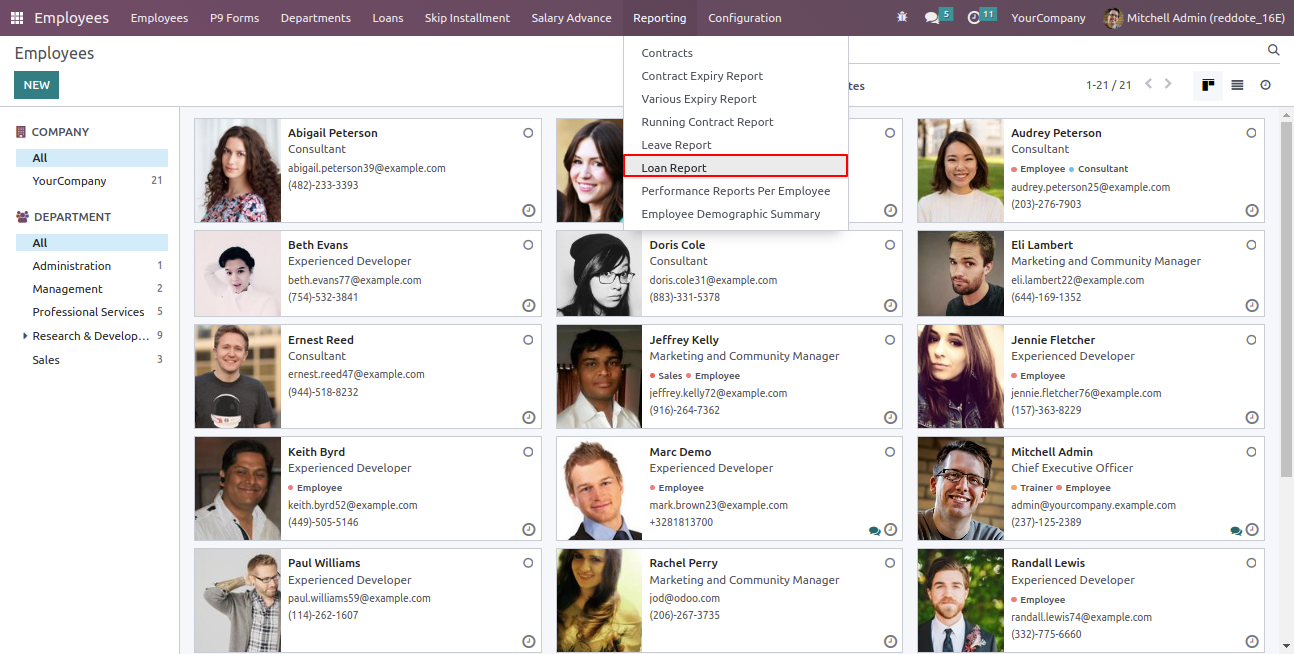 Employees
Employees
P9 Forms
Departments
Loans
Skip Installment
Salary Advance
Reporting
Configuration
5
11
YourCompany
Mitchell Admin (reddote_16E)
Employees
NEW
Contracts
Contract Expiry Report
Various Expiry Report
Running Contract Report
Leave Report
Loan Report
Performance Reports Per Employee
Employee Demographic Summary
tes
1-21 / 21
COMPANY
All
YourCompany 21
DEPARTMENT
All
Administration 1
Management 2
Professional Services 5
Research & Develop... 9
Sales 3
Abigail Peterson
Consultant
abigail.peterson39@example.com
(482)-233-3393
Audrey Peterson
Consultant
Employee Consultant
audrey.peterson25@example.com
(203)-276-7903
Beth Evans
Experienced Developer
beth.evans77@example.com
(754)-532-3841
Doris Cole
Consultant
doris.cole31@example.com
(883)-331-5378
Eli Lambert
Marketing and Community Manager
eli.lambert22@example.com
(644)-169-1352
Ernest Reed
Consultant
ernest.reed47@example.com
(944)-518-8232
Jeffrey Kelly
Marketing and Community Manager
Sales Employee
jeffrey.kelly72@example.com
(916)-264-7362
Jennie Fletcher
Experienced Developer
Employee
jennie.fletcher76@example.com
(157)-363-8229
Keith Byrd
Experienced Developer
Employee
keith.byrd52@example.com
(449)-505-5146
Marc Demo
Experienced Developer
Employee
mark.brown23@example.com
+3281813700
Mitchell Admin
Chief Executive Officer
Trainer Employee
admin@yourcompany.example.com
(237)-125-2389
Paul Williams
Experienced Developer
paul.williams59@example.com
(114)-262-1607
Rachel Perry
Marketing and Community Manager
jod@odoo.com
(206)-267-3735
Randall Lewis
Experienced Developer
Employee
randall.lewis74@example.com
(332)-775-6660